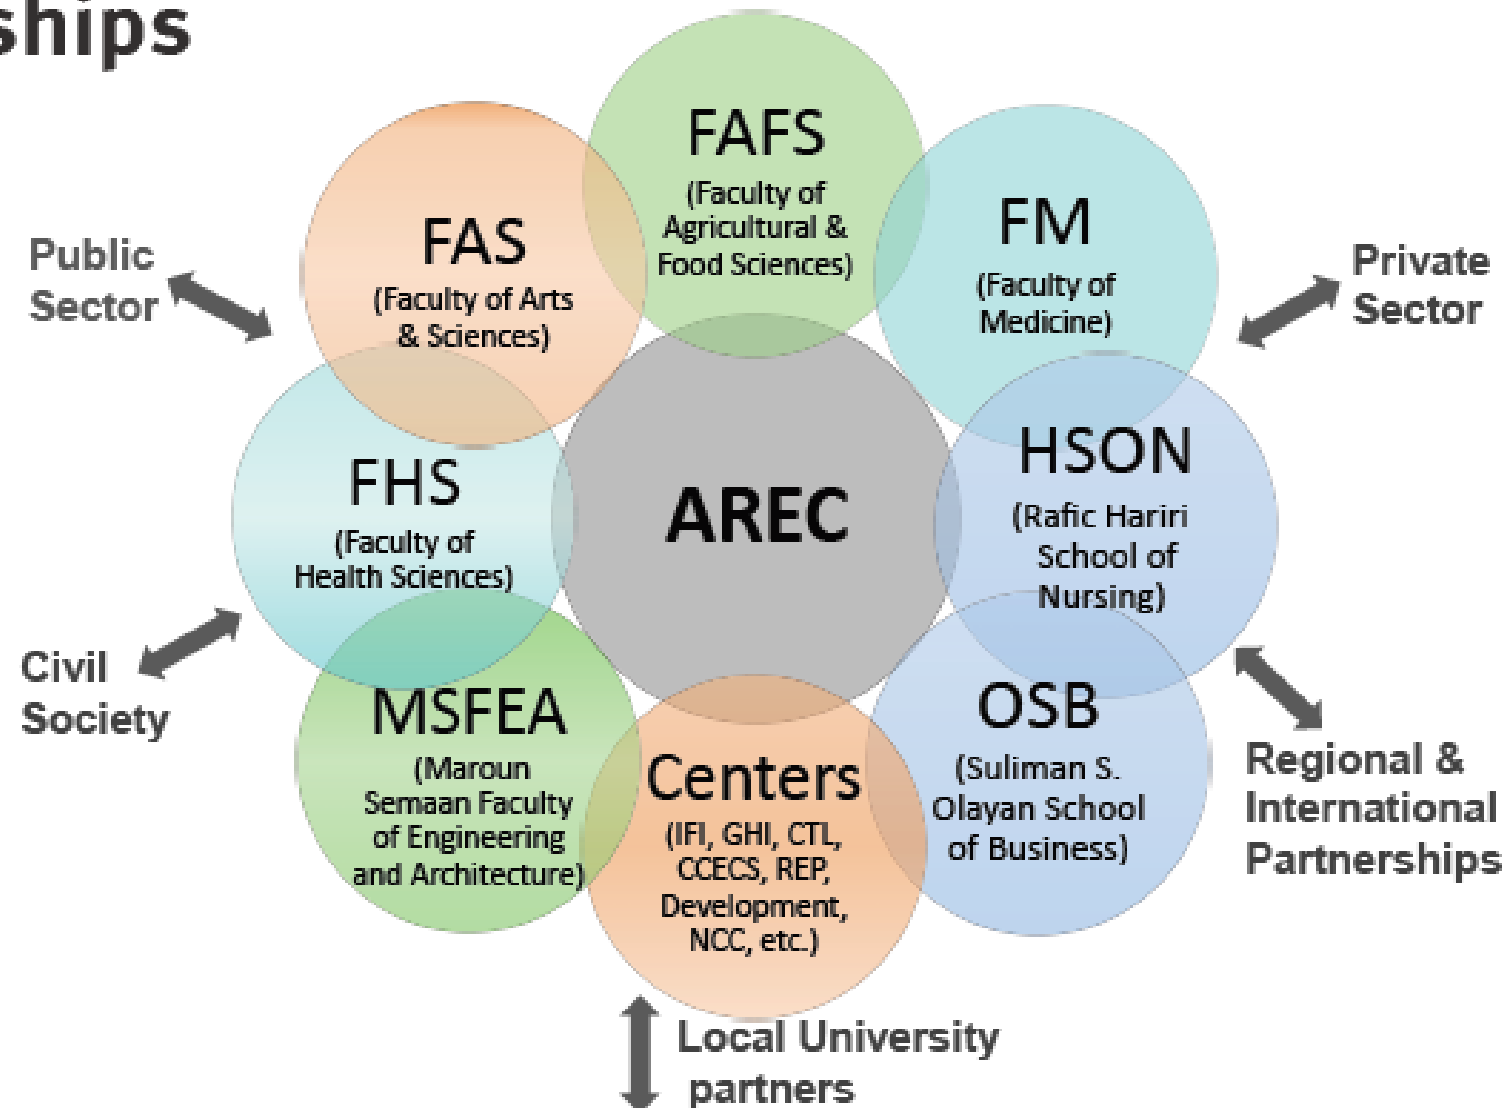 ships
FAFS
(Faculty of
Agricultural &
Food Sciences)
FAS
(Faculty of Arts
& Sciences)
FM
(Faculty of
Medicine)
Public
Sector
Private
Sector
FHS
(Faculty of
Health Sciences)
AREC
HSON
(Rafic Hariri
School of
Nursing)
Civil
Society
MSFEA
(Maroun
Semaan Faculty
of Engineering
and Architecture)
Centers
(IFI, GHI, CTL,
CCECS, REP,
Development,
NCC, etc.)
OSB
(Suliman S.
Olayan School
of Business)
Regional &
International
Partnerships
Local University
partners